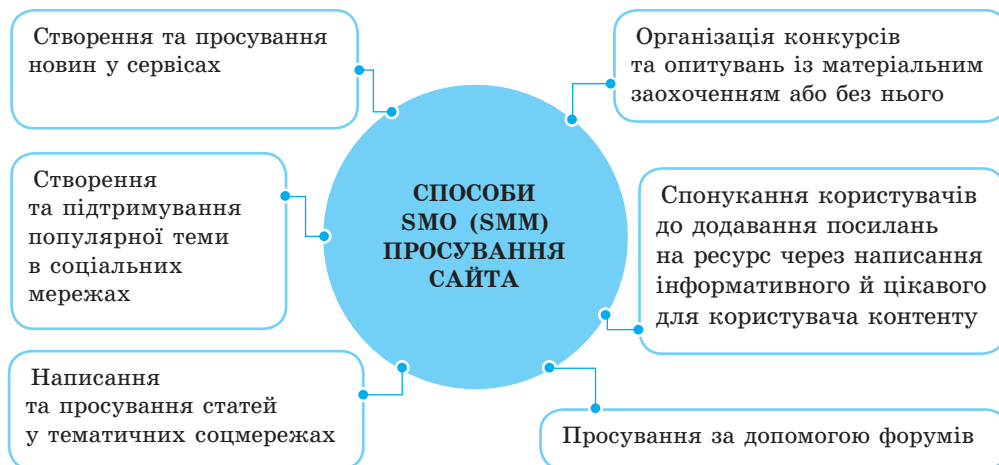 Створення та просування
новин у сервісах
Створення
та підтримування
популярної теми
в соціальних
мережах
Написання
та просування статей
у тематичних соцмережах
СПОСОБИ
SMO (SMM)
ПРОСУВАННЯ
САЙТА
Організація конкурсів
та опитувань із матеріальним
заохоченням або без нього
Спонукання користувачів
до додавання посилань
на ресурс через написання
інформативного й цікавого
для користувача контенту
Просування за допомогою форумів